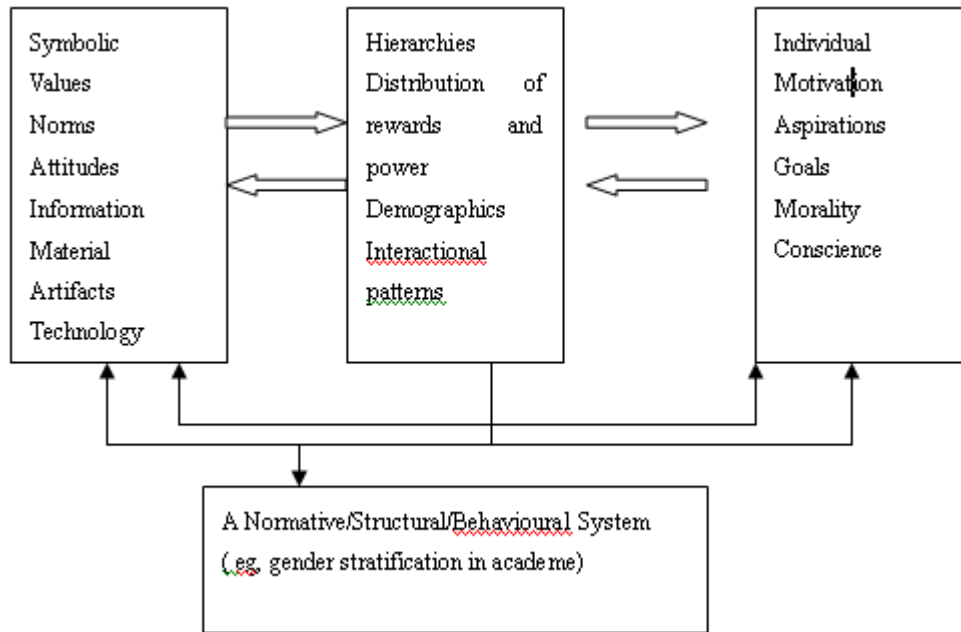 Symbolic
Values
Norms
Attitudes
Information
Material
Artifacts
Technology
Hierarchies
Distribution of
rewards and
power
Demographics
Interactional
patterns
Individual
Motivation
Aspirations
Goals
Morality
Conscience
A Normative/Structural/Behavioural System
( eg, gender stratification in academe)